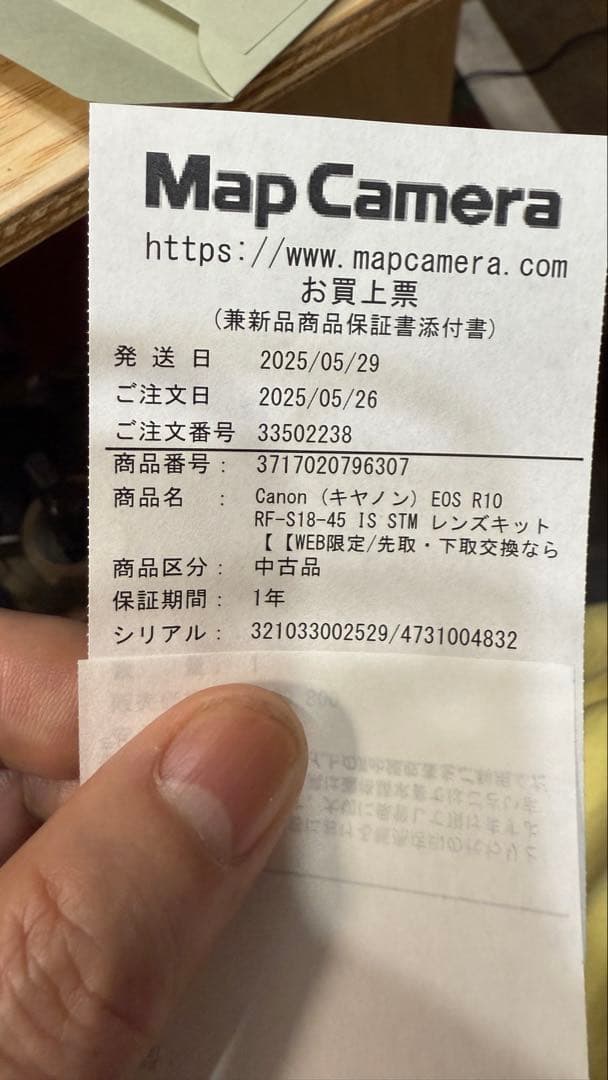 Map Camera
https://www.mapcamera.com
お買上票
(兼新品商品保証書添付書)
発 送 日 2025/05/29
ご注文日 2025/05/26
ご注文番号 33502238
商品番号: 3717020796307
商品名 : Canon (キヤノン) EOS R10
RF-S18-45 IS STM レンズキット
【【WEB限定/先取・下取交換なら
商品区分: 中古品
保証期間: 1年
シリアル: 321033002529/4731004832